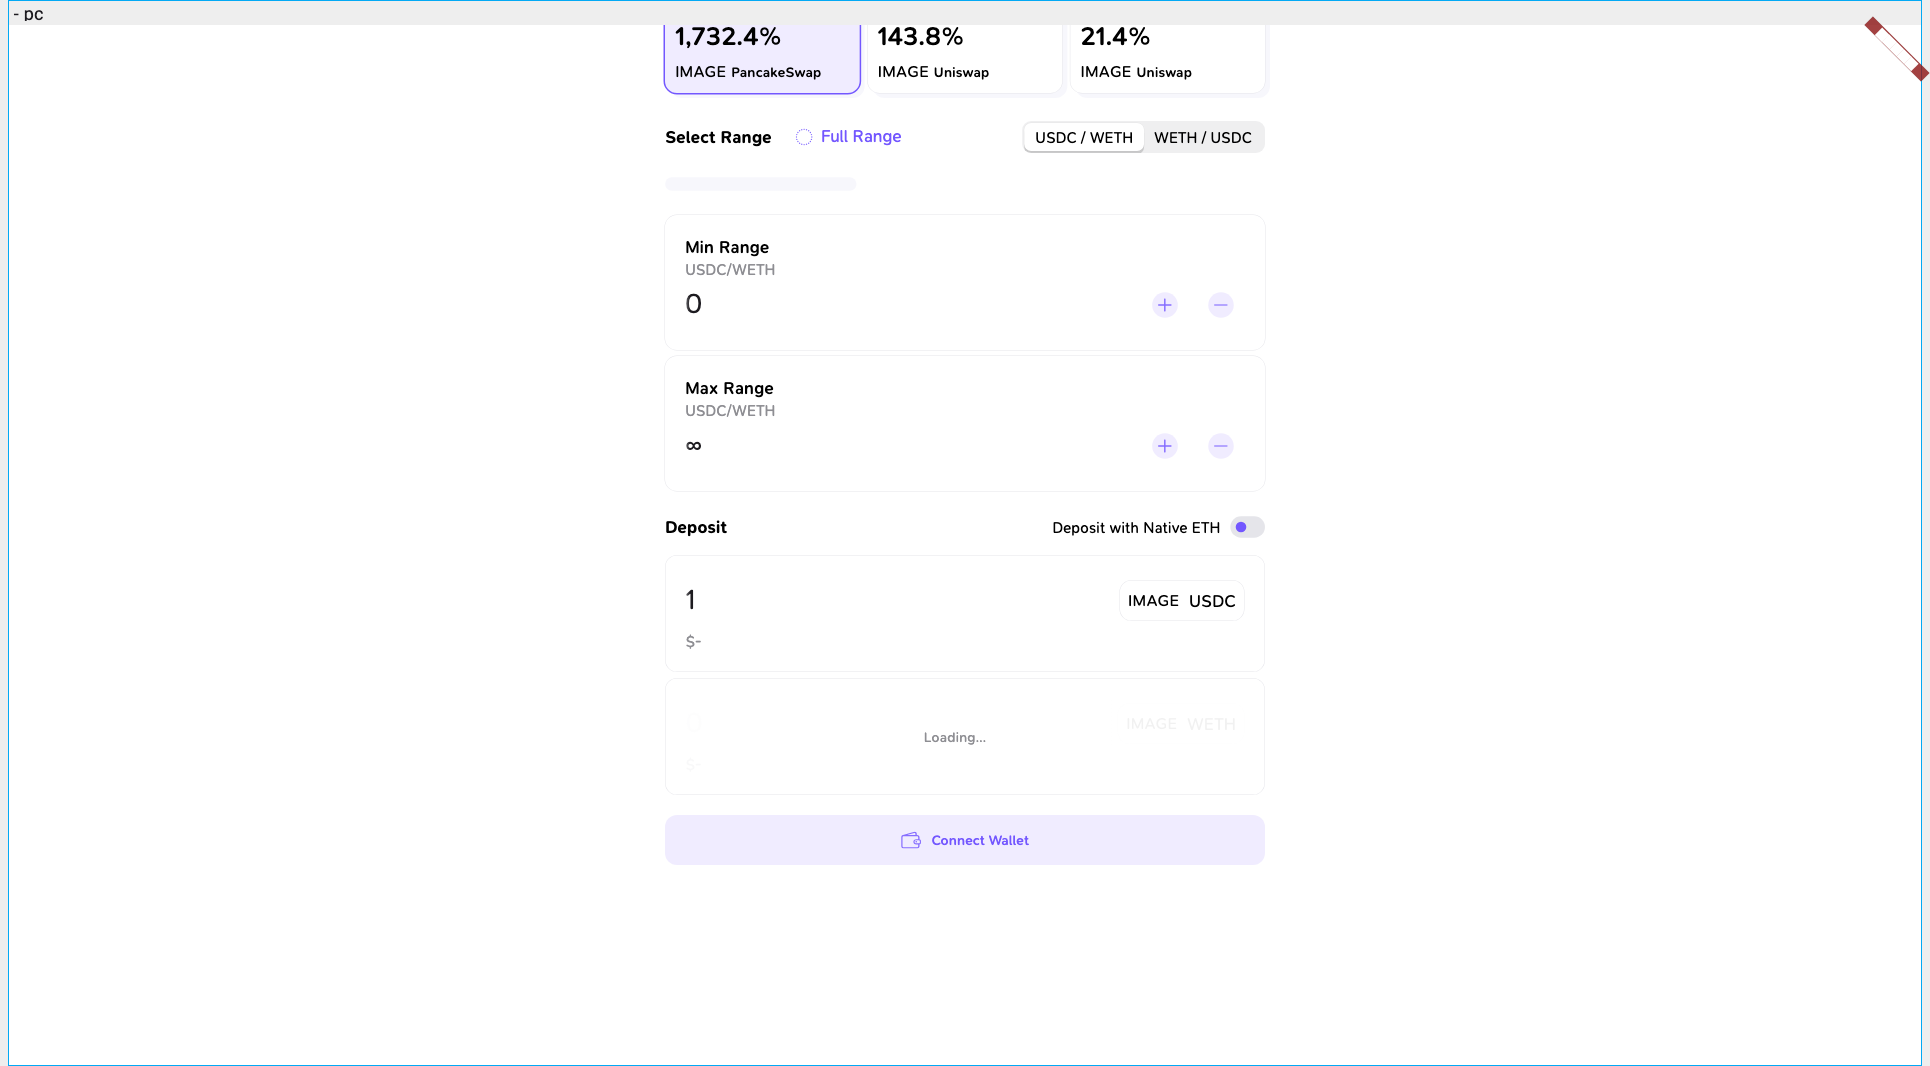 - pc
1,732.4% 143.8% 21.4%
IMAGE PancakeSwap IMAGE Uniswap IMAGE Uniswap
Select Range Full Range USDC / WETH WETH / USDC
Min Range
USDC/WETH
0
Max Range
USDC/WETH
∞
Deposit Deposit with Native ETH
1 IMAGE USDC
$-
0 IMAGE WETH
Loading...
$-
Connect Wallet